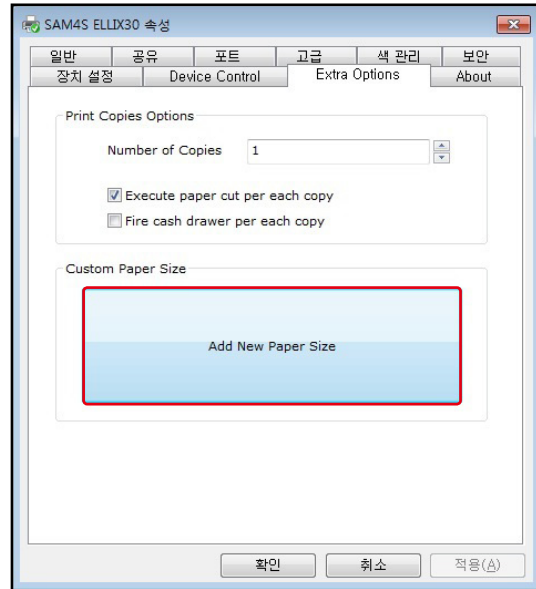 SAM4S ELLIX30 속성
일반 공유 포트 고급 색 관리 보안
장치 설정 Device Control Extra Options About
Print Copies Options
Number of Copies 1
Execute paper cut per each copy
Fire cash drawer per each copy
Custom Paper Size
Add New Paper Size
확인 취소 적용(A)